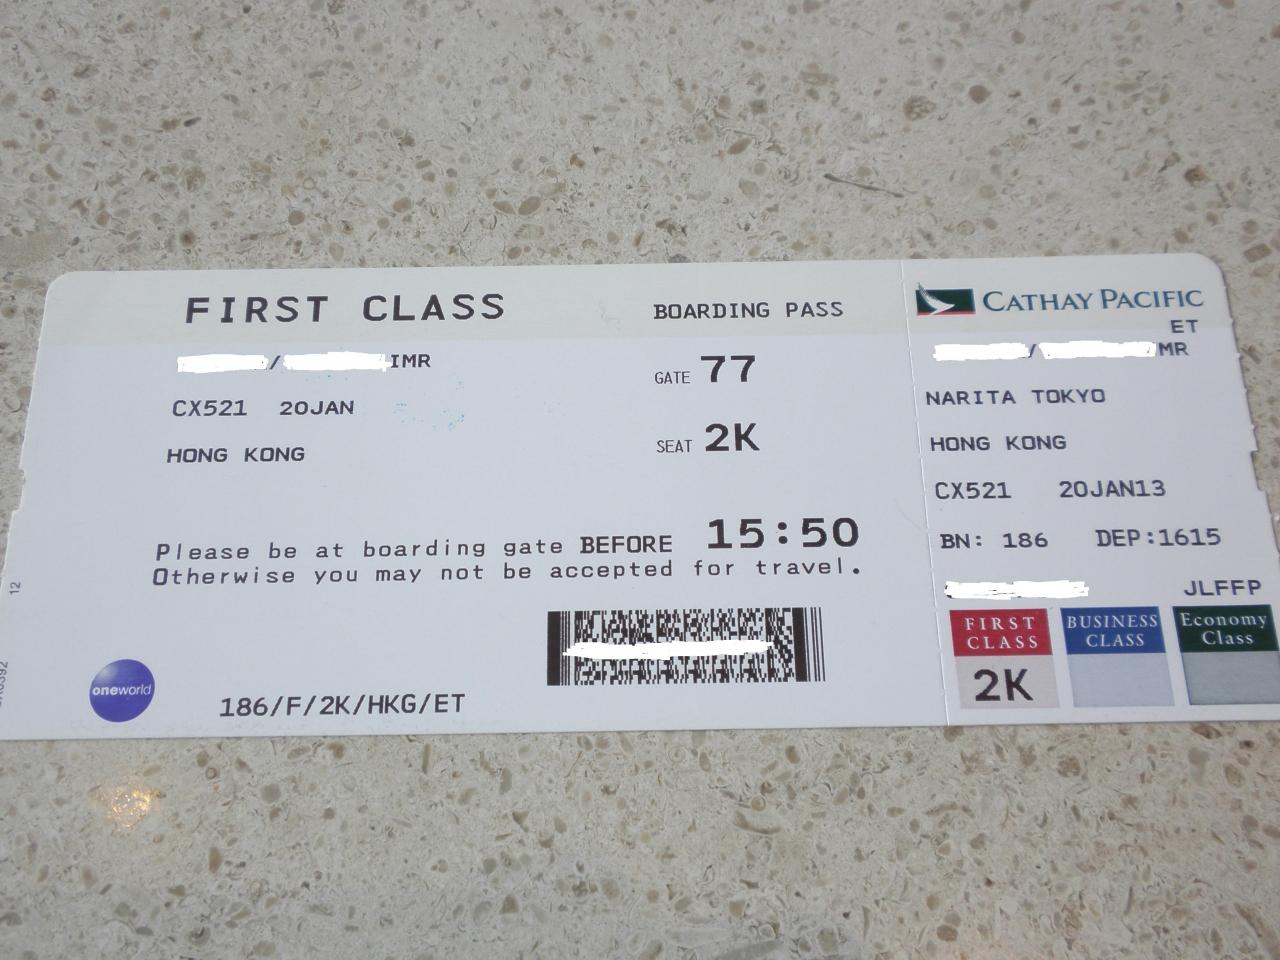 FIRST CLASS
BOARDING PASS
/ IMR
GATE 77
CX521 20JAN
SEAT 2K
HONG KONG
Please be at boarding gate BEFORE 15:50
Otherwise you may not be accepted for travel.
oneworld
186/F/2K/HKG/ET
12
CATHAY PACIFIC
ET
/ MR
NARITA TOKYO
HONG KONG
CX521 20JAN13
BN: 186 DEP:1615
JLFFP
FIRST CLASS
2K
BUSINESS CLASS
Economy Class